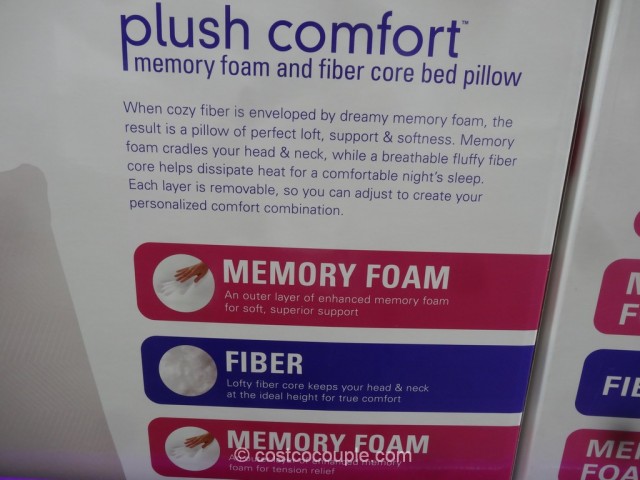 plush comfort™
memory foam and fiber core bed pillow
When cozy fiber is enveloped by dreamy memory foam, the
result is a pillow of perfect loft, support & softness. Memory
foam cradles your head & neck, while a breathable fluffy fiber
core helps dissipate heat for a comfortable night's sleep.
Each layer is removable, so you can adjust to create your
personalized comfort combination.
MEMORY FOAM
An outer layer of enhanced memory foam
for soft, superior support
FIBER
Lofty fiber core keeps your head & neck
at the ideal height for true comfort
MEMORY FOAM
of enhanced memory
foam for tension relief
© costcocouple.com
M
F
FIB
MEM
FOA